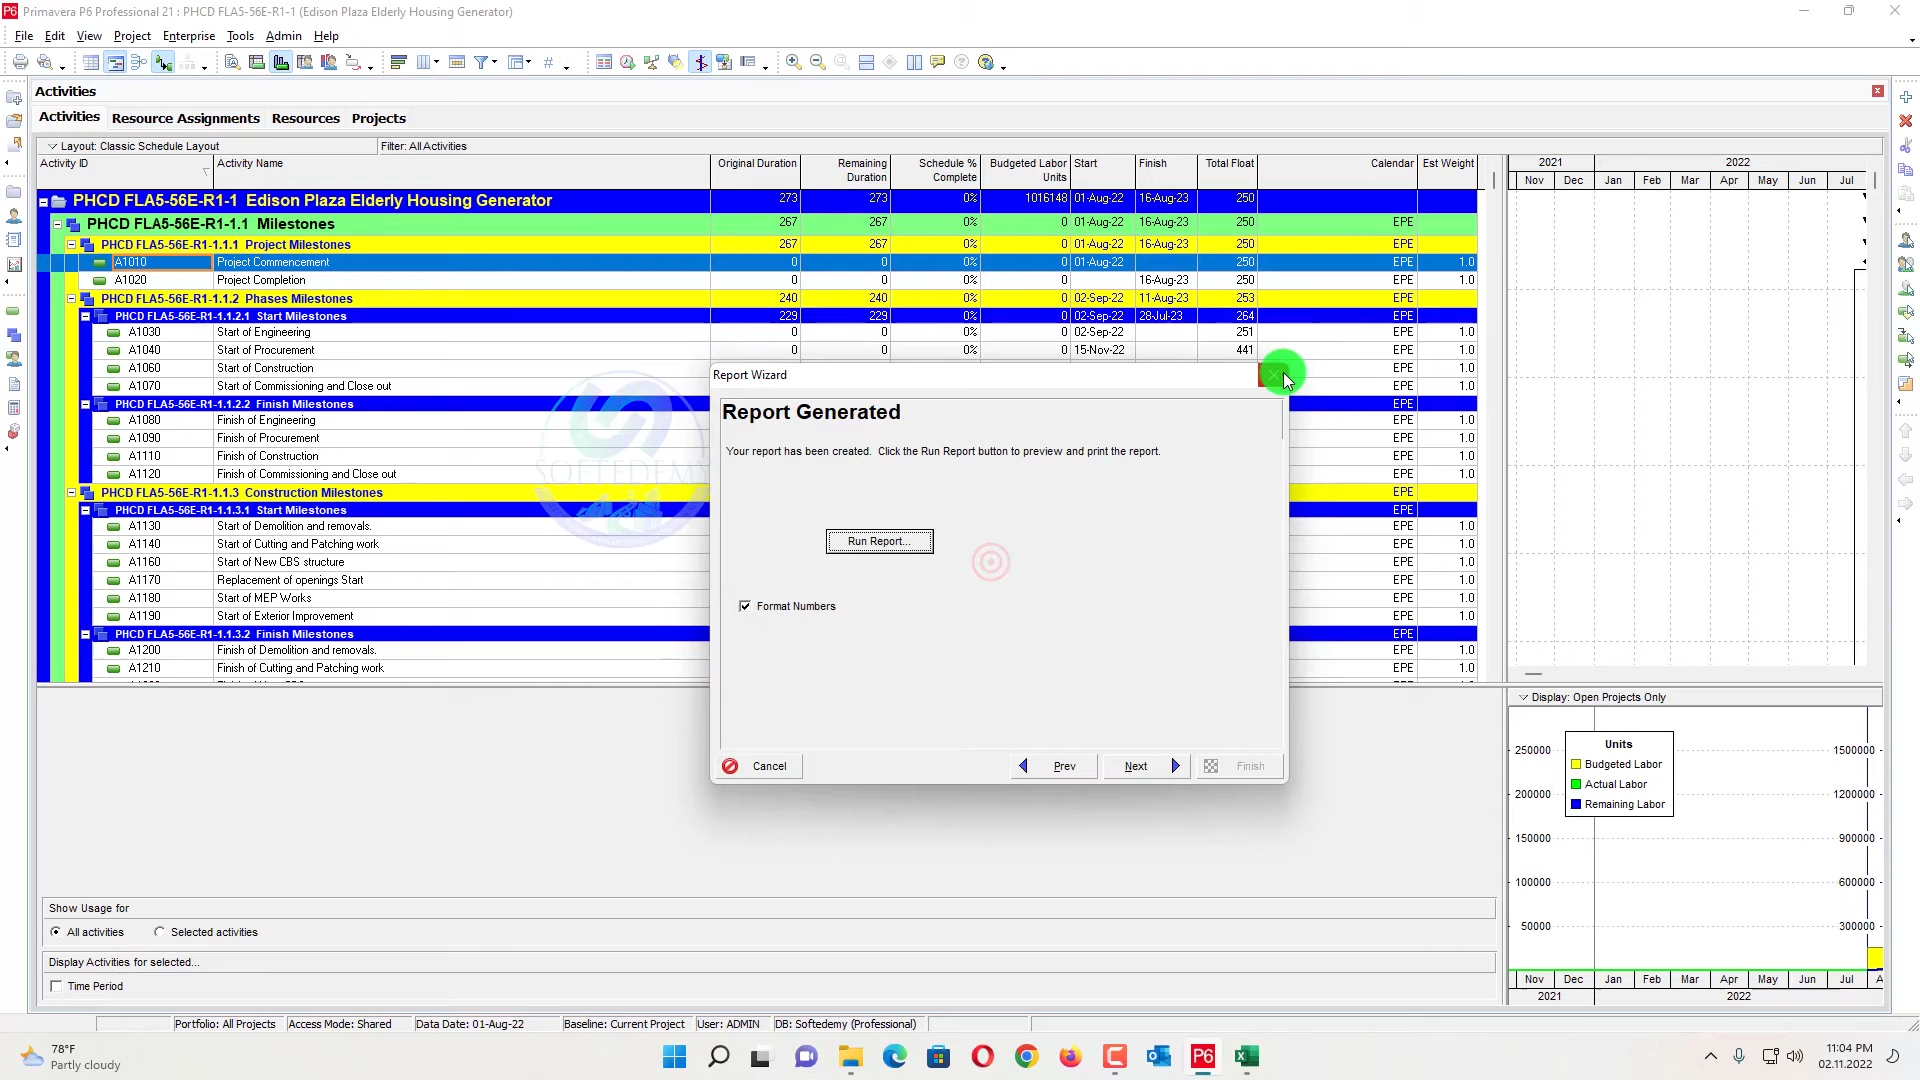 Primavera P6 Professional 21 : PHCD FLA5-56E-R1-1 (Edison Plaza Elderly Housing Generator)
File Edit View Project Enterprise Tools Admin Help
Activities
Activities Resource Assignments Resources Projects
Layout: Classic Schedule Layout Filter: All Activities
Activity ID Activity Name Original Duration Remaining Duration Schedule % Complete Budgeted Labor Units Start Finish Total Float Calendar Est Weight 2021 2022
Nov Dec Jan Feb Mar Apr May Jun Jul
PHCD FLA5-56E-R1-1 Edison Plaza Elderly Housing Generator 273 273 0% 1016148 01-Aug-22 16-Aug-23 250
PHCD FLA5-56E-R1-1.1 Milestones 267 267 0% 0 01-Aug-22 16-Aug-23 250 EPE
PHCD FLA5-56E-R1-1.1.1 Project Milestones 267 267 0% 0 01-Aug-22 16-Aug-23 250 EPE
A1010 Project Commencement 0 0 0% 0 01-Aug-22 250 EPE 1.0
A1020 Project Completion 0 0 0% 0 16-Aug-23 250 EPE 1.0
PHCD FLA5-56E-R1-1.1.2 Phases Milestones 240 240 0% 0 02-Sep-22 11-Aug-23 253 EPE
PHCD FLA5-56E-R1-1.1.2.1 Start Milestones 229 229 0% 0 02-Sep-22 28-Jul-23 264 EPE
A1030 Start of Engineering 0 0 0% 0 02-Sep-22 251 EPE 1.0
A1040 Start of Procurement 0 0 0% 0 15-Nov-22 441 EPE 1.0
A1060 Start of Construction EPE 1.0
A1070 Start of Commissioning and Close out EPE 1.0
PHCD FLA5-56E-R1-1.1.2.2 Finish Milestones EPE
A1080 Finish of Engineering EPE 1.0
A1090 Finish of Procurement EPE 1.0
A1110 Finish of Construction EPE 1.0
A1120 Finish of Commissioning and Close out EPE 1.0
PHCD FLA5-56E-R1-1.1.3 Construction Milestones EPE
PHCD FLA5-56E-R1-1.1.3.1 Start Milestones EPE
A1130 Start of Demolition and removals. EPE 1.0
A1140 Start of Cutting and Patching work EPE 1.0
A1160 Start of New CBS structure EPE 1.0
A1170 Replacement of openings Start EPE 1.0
A1180 Start of MEP Works EPE 1.0
A1190 Start of Exterior Improvement EPE 1.0
PHCD FLA5-56E-R1-1.1.3.2 Finish Milestones EPE
A1200 Finish of Demolition and removals. EPE 1.0
A1210 Finish of Cutting and Patching work EPE 1.0
SOFTEDEMY
Report Wizard
Report Generated
Your report has been created. Click the Run Report button to preview and print the report.
Run Report...
Format Numbers
Cancel Prev Next Finish
Display: Open Projects Only
Units
Budgeted Labor
Actual Labor
Remaining Labor
250000 1500000
200000 1200000
150000 900000
100000 600000
50000 300000
Nov Dec Jan Feb Mar Apr May Jun Jul A
2021 2022
Show Usage for
All activities Selected activities
Display Activities for selected...
Time Period
Portfolio: All Projects Access Mode: Shared Data Date: 01-Aug-22 Baseline: Current Project User: ADMIN DB: Softedemy (Professional)
78°F
Partly cloudy
P6
11:04 PM
02.11.2022